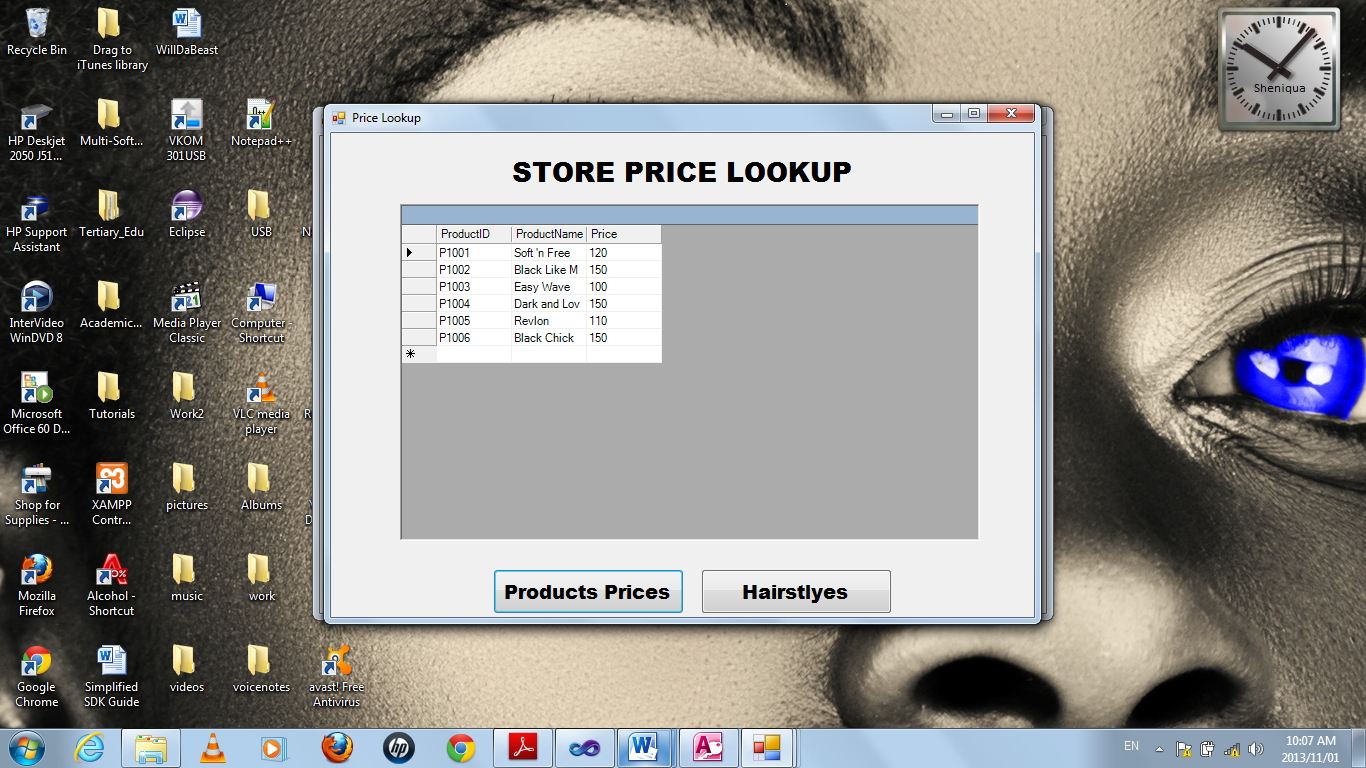 Recycle Bin
Drag to
iTunes library
WillDaBeast
HP Deskjet
2050 J51...
Multi-Soft...
VKOM
301USB
Notepad++
HP Support
Assistant
Tertiary_Edu
Eclipse
USB
N
InterVideo
WinDVD 8
Academic...
Media Player
Classic
Computer -
Shortcut
Microsoft
Office 60 D...
Tutorials
Work2
VLC media
player
R
Shop for
Supplies - ...
XAMPP
Contr...
pictures
Albums
D
Mozilla
Firefox
Alcohol -
Shortcut
music
work
Google
Chrome
Simplified
SDK Guide
videos
voicenotes
avast! Free
Antivirus
Sheniqua
Price Lookup
STORE PRICE LOOKUP
ProductID ProductName Price
P1001 Soft 'n Free 120
P1002 Black Like M 150
P1003 Easy Wave 100
P1004 Dark and Lov 150
P1005 Revlon 110
P1006 Black Chick 150
Products Prices
Hairstlyes
EN
10:07 AM
2013/11/01